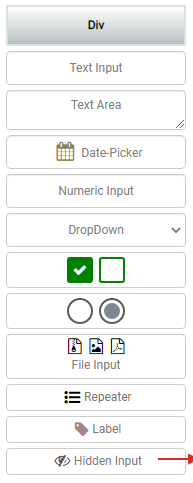 Div
Text Input
Text Area
Date-Picker
Numeric Input
DropDown
File Input
Repeater
Label
Hidden Input